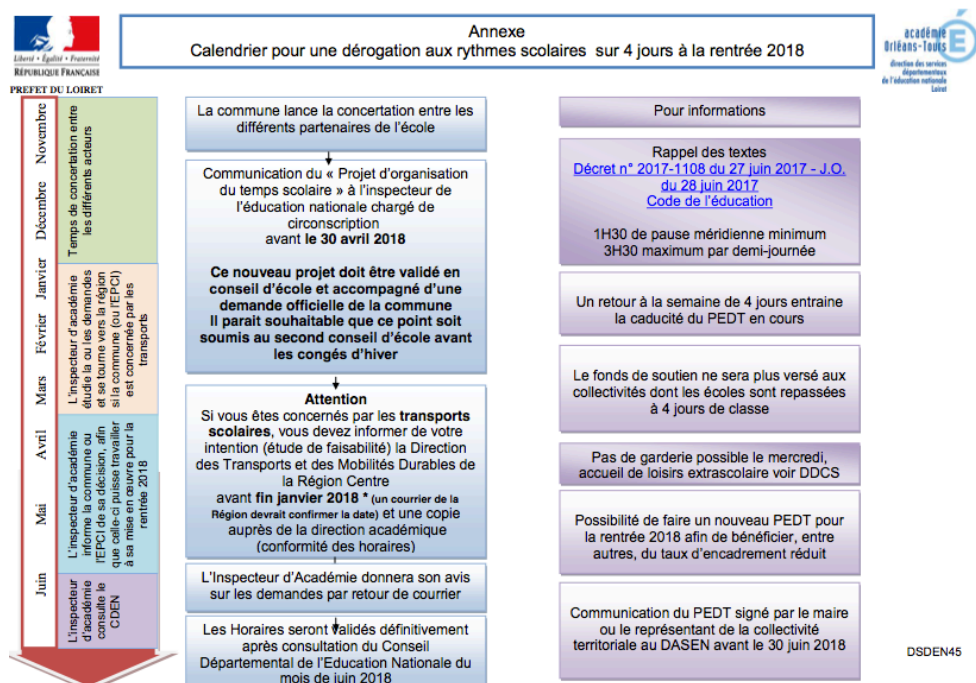 Annexe
Calendrier pour une dérogation aux rythmes scolaires sur 4 jours à la rentrée 2018
Liberté • Égalité • Fraternité
RÉPUBLIQUE FRANÇAISE
PREFET DU LOIRET
académie
Orléans-Tours
direction des services
départementaux
de l'éducation nationale
Loiret
Novembre
Décembre
Janvier
Février
Mars
Avril
Mai
Juin
Temps de concertation entre
les différents acteurs
L'inspecteur d'académie
étudie la ou les demandes
et se tourne vers la région
si la commune (ou l'EPCI)
est concernée par les
transports
L'inspecteur d'académie
informe la commune ou
l'EPCI de sa décision, afin
que celle-ci puisse travailler
à sa mise en œuvre pour la
rentrée 2018
L'inspecteur
d'académie
consulte le
CDEN
La commune lance la concertation entre les
différents partenaires de l'école
Communication du « Projet d'organisation
du temps scolaire » à l'inspecteur de
l'éducation nationale chargé de
circonscription
avant le 30 avril 2018
Ce nouveau projet doit être validé en
conseil d'école et accompagné d'une
demande officielle de la commune
Il parait souhaitable que ce point soit
soumis au second conseil d'école avant
les congés d'hiver
Attention
Si vous êtes concernés par les transports
scolaires, vous devez informer de votre
intention (étude de faisabilité) la Direction
des Transports et des Mobilités Durables de
la Région Centre
avant fin janvier 2018 * (un courrier de la
Région devrait confirmer la date) et une copie
auprès de la direction académique
(conformité des horaires)
L'Inspecteur d'Académie donnera son avis
sur les demandes par retour de courrier
Les Horaires seront validés définitivement
après consultation du Conseil
Départemental de l'Education Nationale du
mois de juin 2018
Pour informations
Rappel des textes
Décret n° 2017-1108 du 27 juin 2017 - J.O.
du 28 juin 2017
Code de l'éducation
1H30 de pause méridienne minimum
3H30 maximum par demi-journée
Un retour à la semaine de 4 jours entraine
la caducité du PEDT en cours
Le fonds de soutien ne sera plus versé aux
collectivités dont les écoles sont repassées
à 4 jours de classe
Pas de garderie possible le mercredi,
accueil de loisirs extrascolaire voir DDCS
Possibilité de faire un nouveau PEDT pour
la rentrée 2018 afin de bénéficier, entre
autres, du taux d'encadrement réduit
Communication du PEDT signé par le maire
ou le représentant de la collectivité
territoriale au DASEN avant le 30 juin 2018
DSDEN45